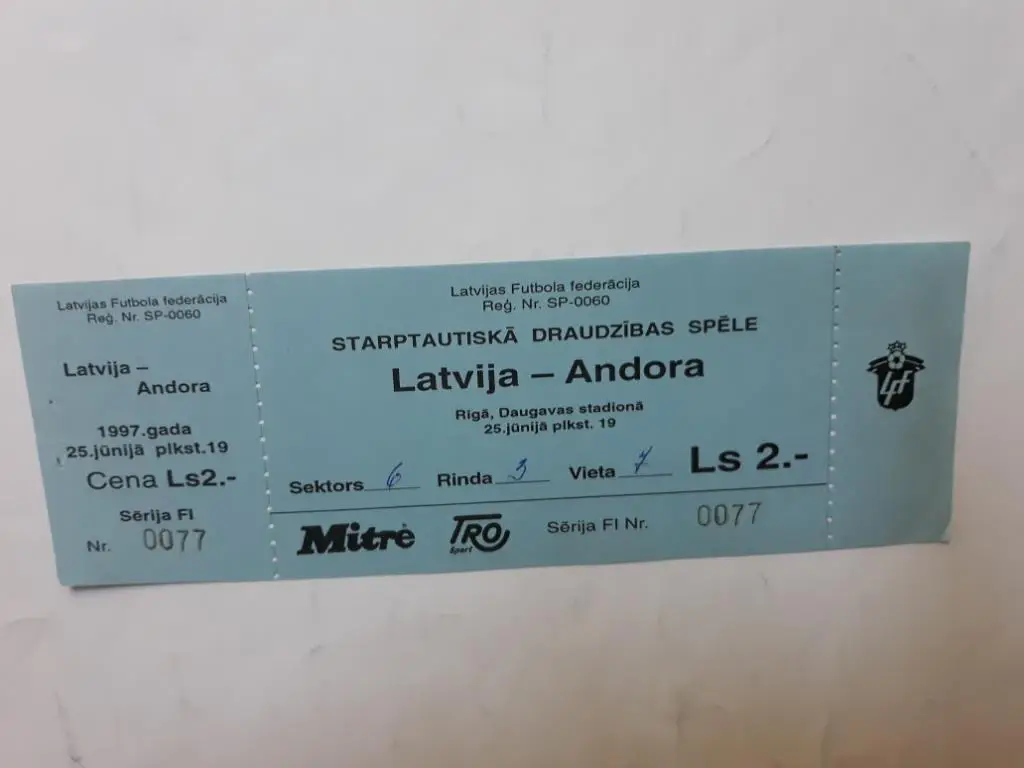 Latvijas Futbola federācija
Reģ. Nr. SP-0060
Latvija –
Andora
1997.gada
25.jūnijā plkst.19
Cena Ls2.-
Sērija FI
Nr. 0077
Latvijas Futbola federācija
Reģ. Nr. SP-0060
STARPTAUTISKĀ DRAUDZĪBAS SPĒLE
Latvija – Andora
Rīgā, Daugavas stadionā
25.jūnijā plkst. 19
Sektors 6 Rinda 3 Vieta 7 Ls 2.-
Mitre TRO Sport Sērija FI Nr. 0077
Lff